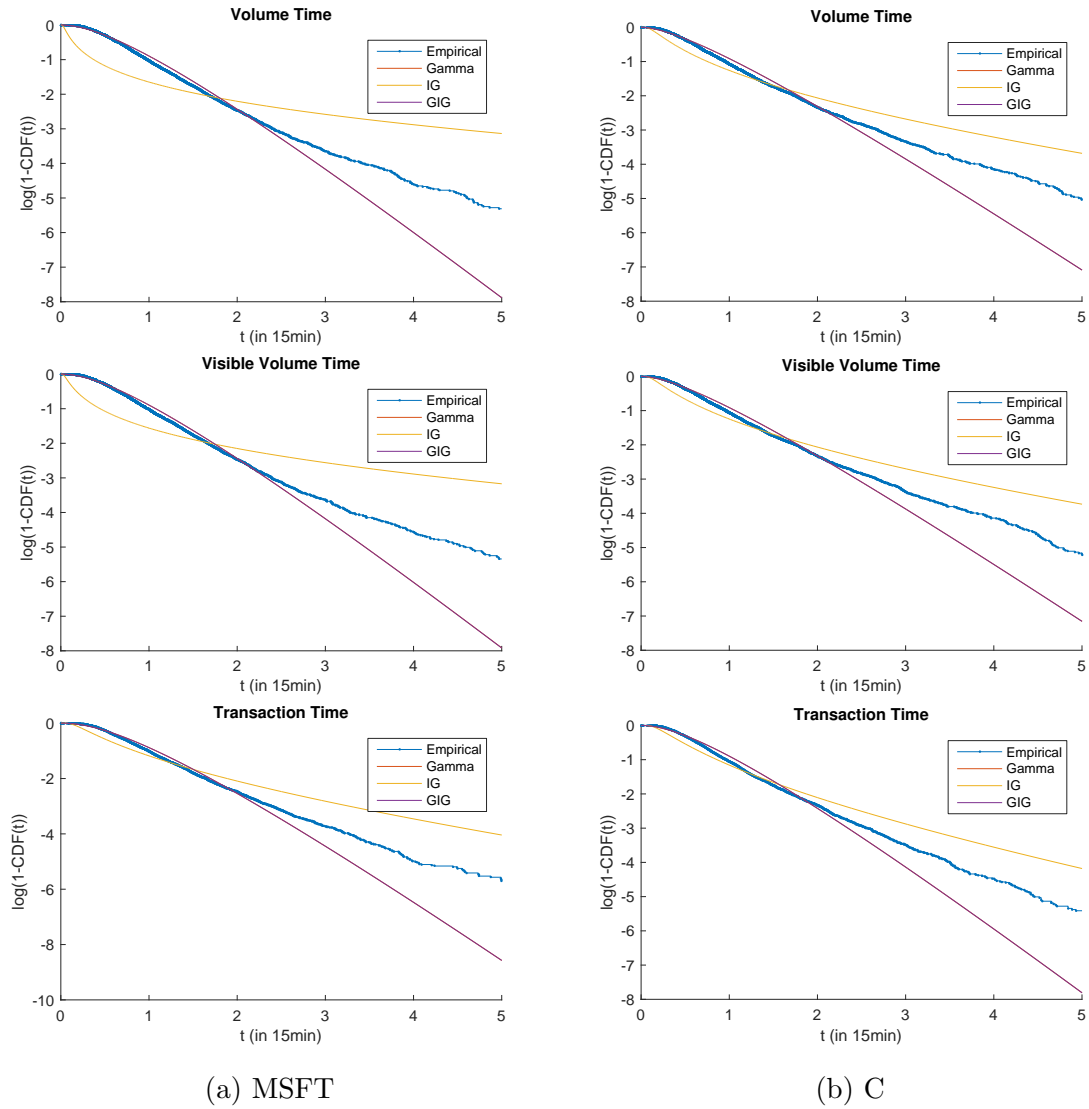 Volume Time
0
-1
-2
-3
-4
-5
-6
-7
-8
log(1-CDF(t))
Empirical
Gamma
IG
GIG
0 1 2 3 4 5
t (in 15min)
Volume Time
0
-1
-2
-3
-4
-5
-6
-7
-8
log(1-CDF(t))
Empirical
Gamma
IG
GIG
0 1 2 3 4 5
t (in 15min)
Visible Volume Time
0
-1
-2
-3
-4
-5
-6
-7
-8
log(1-CDF(t))
Empirical
Gamma
IG
GIG
0 1 2 3 4 5
t (in 15min)
Visible Volume Time
0
-1
-2
-3
-4
-5
-6
-7
-8
log(1-CDF(t))
Empirical
Gamma
IG
GIG
0 1 2 3 4 5
t (in 15min)
Transaction Time
0
-2
-4
-6
-8
-10
log(1-CDF(t))
Empirical
Gamma
IG
GIG
0 1 2 3 4 5
t (in 15min)
Transaction Time
0
-1
-2
-3
-4
-5
-6
-7
-8
log(1-CDF(t))
Empirical
Gamma
IG
GIG
0 1 2 3 4 5
t (in 15min)
(a) MSFT
(b) C